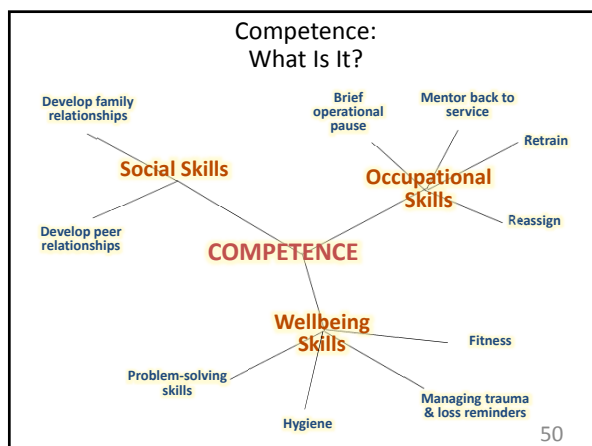 Competence:
What Is It?
Develop family
relationships
Social Skills
Develop peer
relationships
Brief
operational
pause
Mentor back to
service
Retrain
Occupational
Skills
Reassign
COMPETENCE
Wellbeing
Skills
Fitness
Problem-solving
skills
Hygiene
Managing trauma
& loss reminders
50